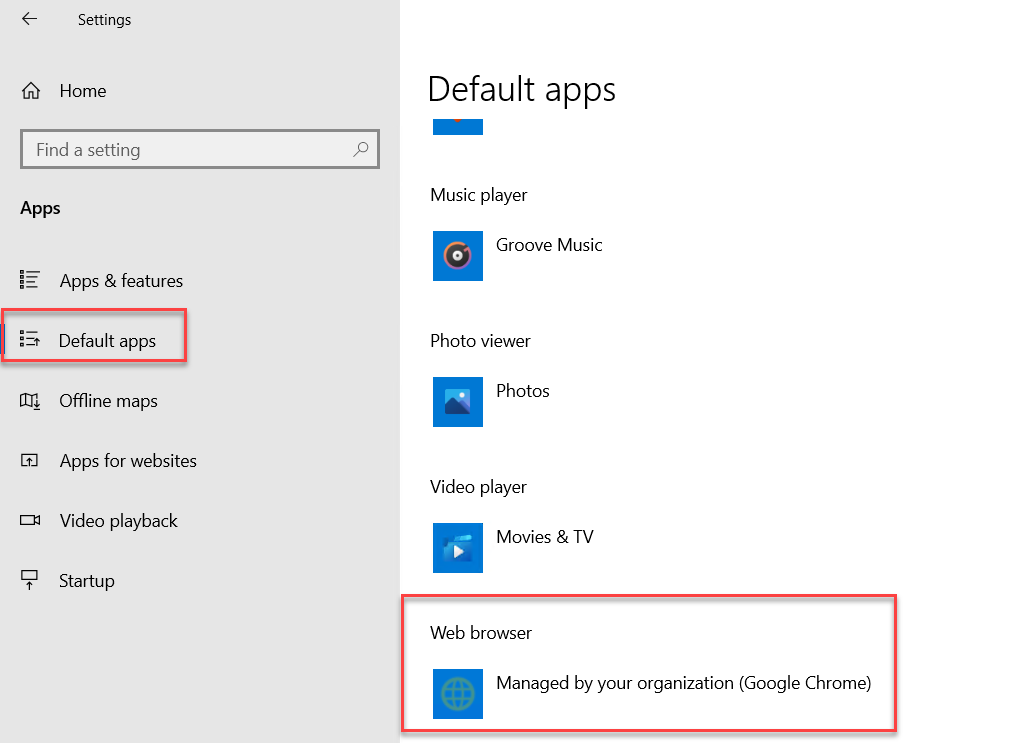 Settings
Home
Find a setting
Apps
Apps & features
Default apps
Offline maps
Apps for websites
Video playback
Startup
Default apps
Music player
Groove Music
Photo viewer
Photos
Video player
Movies & TV
Web browser
Managed by your organization (Google Chrome)